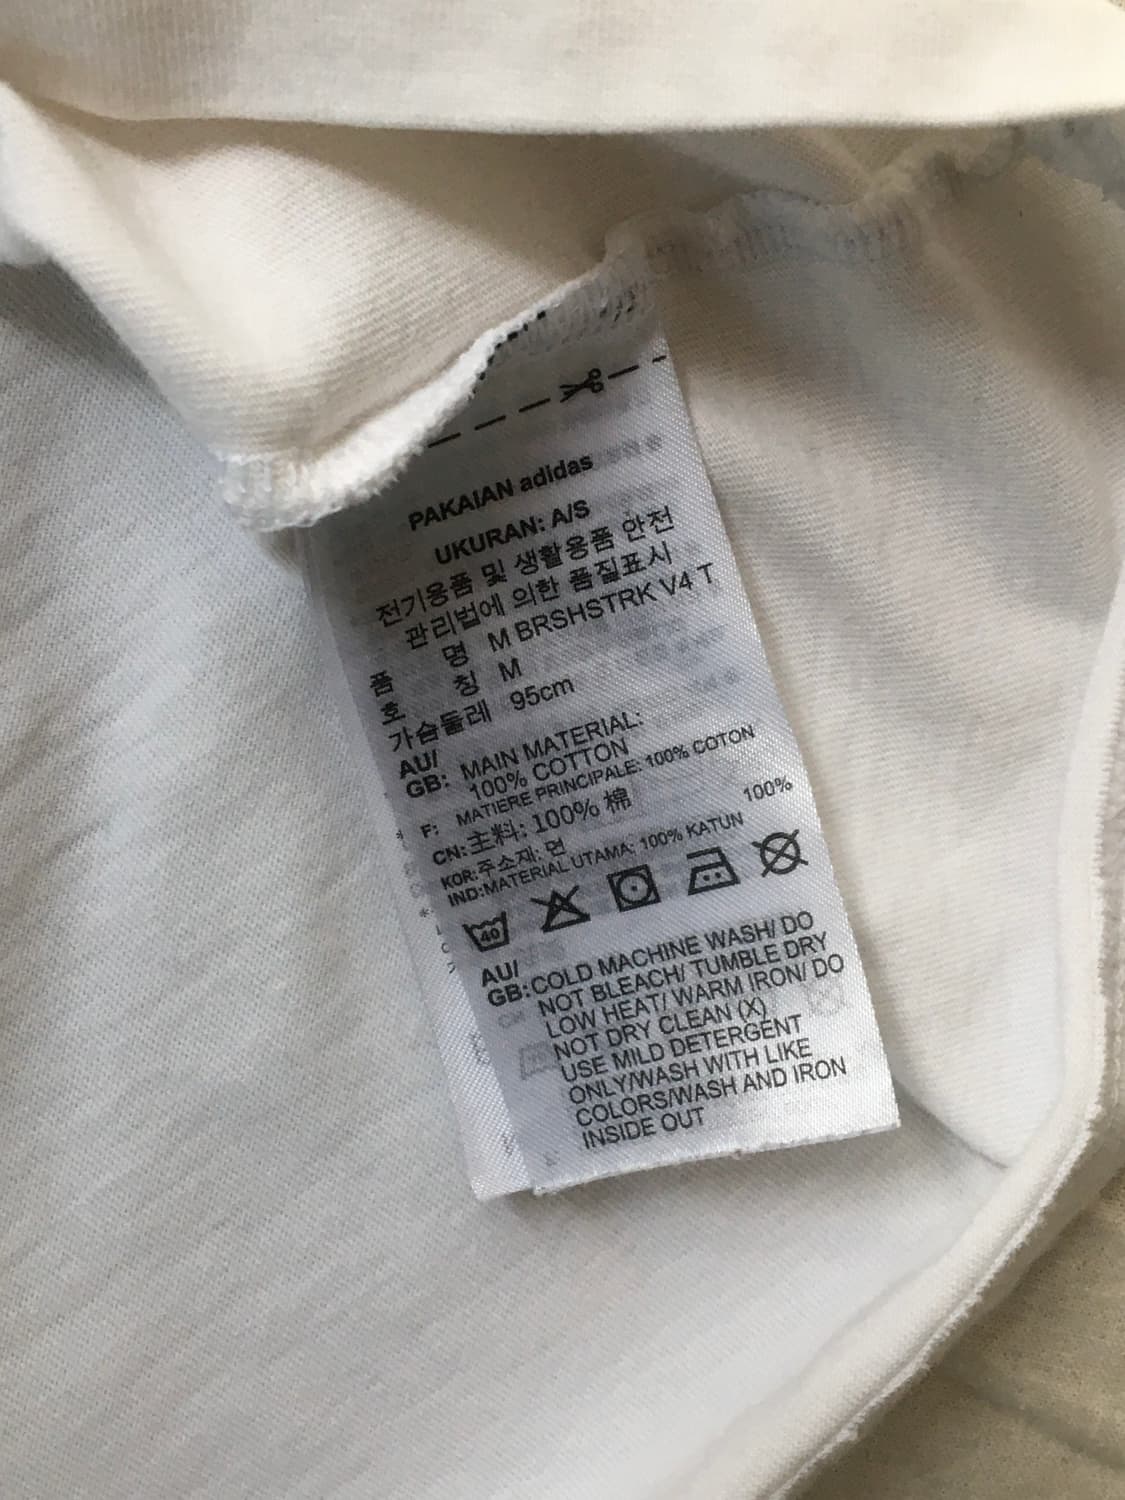 PAKAIAN adidas
UKURAN: A/S
전기용품 및 생활용품 안전
관리법에 의한 품질표시
품 명 M BRSHSTRK V4 T
호 칭 M
가슴둘레 95cm
AU/
GB: MAIN MATERIAL:
100% COTTON
F: MATIERE PRINCIPALE: 100% COTON
CN: 主料: 100% 棉
KOR: 주소재: 면 100%
IND: MATERIAL UTAMA: 100% KATUN
40
AU/
GB: COLD MACHINE WASH/ DO
NOT BLEACH/ TUMBLE DRY
LOW HEAT/ WARM IRON/ DO
NOT DRY CLEAN (X)
USE MILD DETERGENT
ONLY/WASH WITH LIKE
COLORS/WASH AND IRON
INSIDE OUT